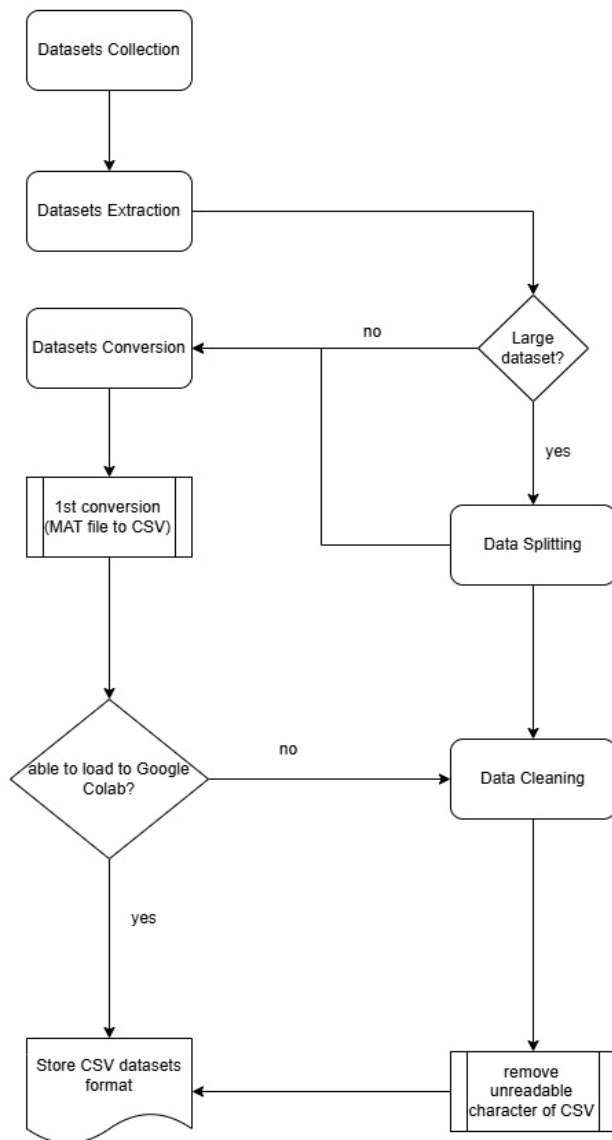 Datasets Collection
Datasets Extraction
Datasets Conversion
no
Large
dataset?
yes
1st conversion
(MAT file to CSV)
Data Splitting
able to load to Google
Colab?
no
Data Cleaning
yes
Store CSV datasets
format
remove
unreadable
character of CSV